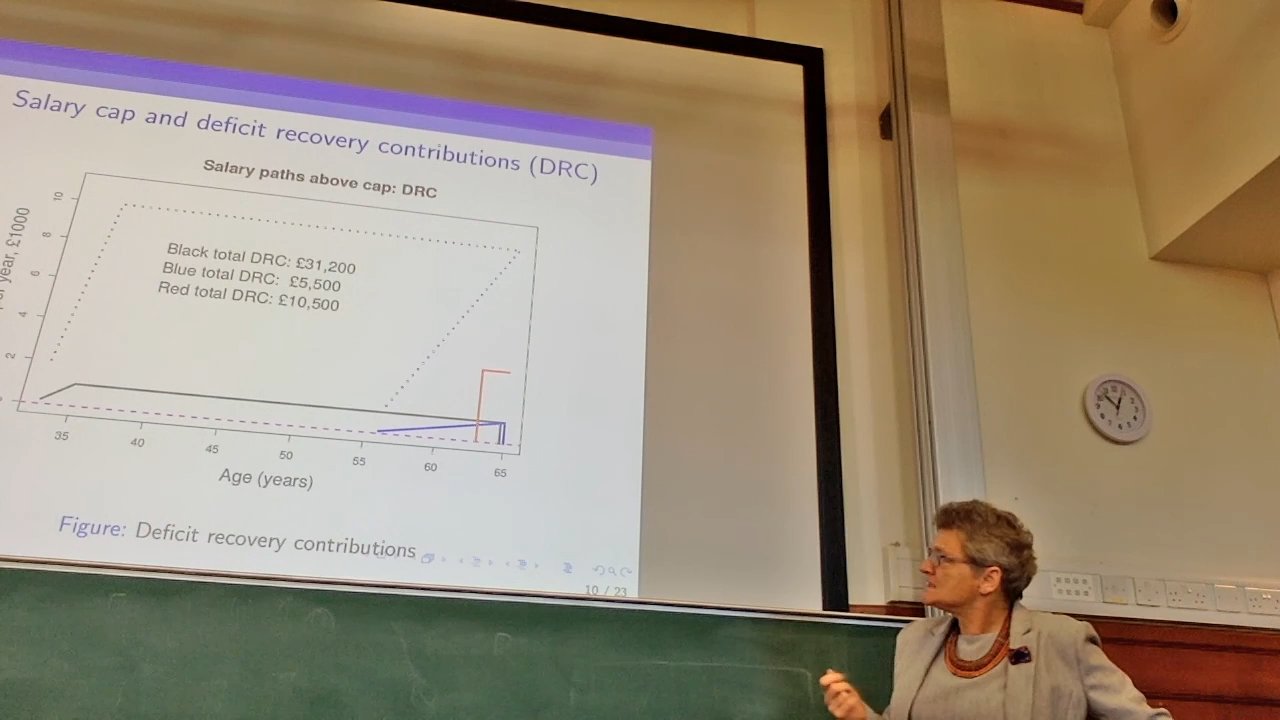 Salary cap and deficit recovery contributions (DRC)
Salary paths above cap: DRC
year, £1000
10
8
6
4
2
Black total DRC: £31,200
Blue total DRC: £5,500
Red total DRC: £10,500
35 40 45 50 55 60 65
Age (years)
Figure: Deficit recovery contributions
10 / 23